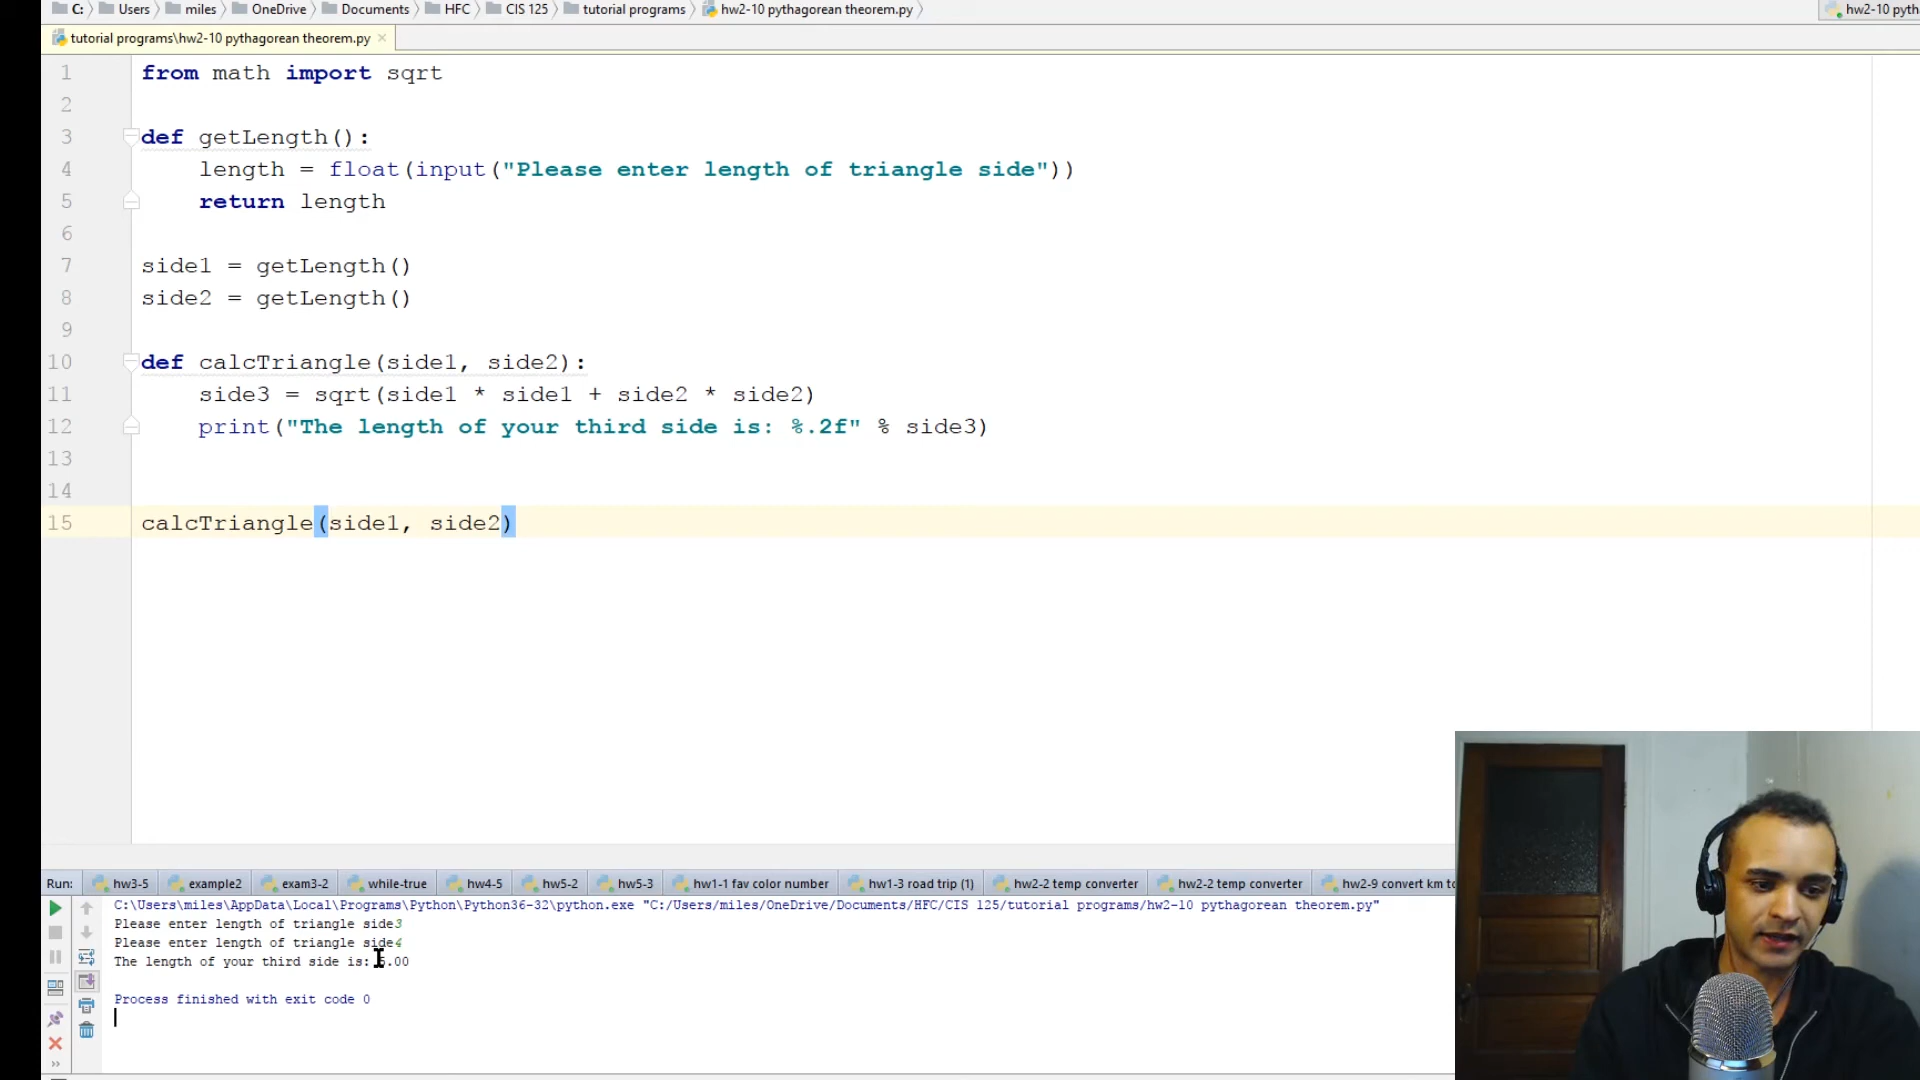 C: Users miles OneDrive Documents HFC CIS 125 tutorial programs hw2-10 pythagorean theorem.py hw2-10 pyth
tutorial programs\hw2-10 pythagorean theorem.py
1 from math import sqrt
2
3 def getLength():
4 length = float(input("Please enter length of triangle side"))
5 return length
6
7 side1 = getLength()
8 side2 = getLength()
9
10 def calcTriangle(side1, side2):
11 side3 = sqrt(side1 * side1 + side2 * side2)
12 print("The length of your third side is: %.2f" % side3)
13
14
15 calcTriangle(side1, side2)
Run: hw3-5 example2 exam3-2 while-true hw4-5 hw5-2 hw5-3 hw1-1 fav color number hw1-3 road trip (1) hw2-2 temp converter hw2-2 temp converter hw2-9 convert km to
C:\Users\miles\AppData\Local\Programs\Python\Python36-32\python.exe "C:/Users/miles/OneDrive/Documents/HFC/CIS 125/tutorial programs/hw2-10 pythagorean theorem.py"
Please enter length of triangle side3
Please enter length of triangle side4
The length of your third side is: 5.00
Process finished with exit code 0